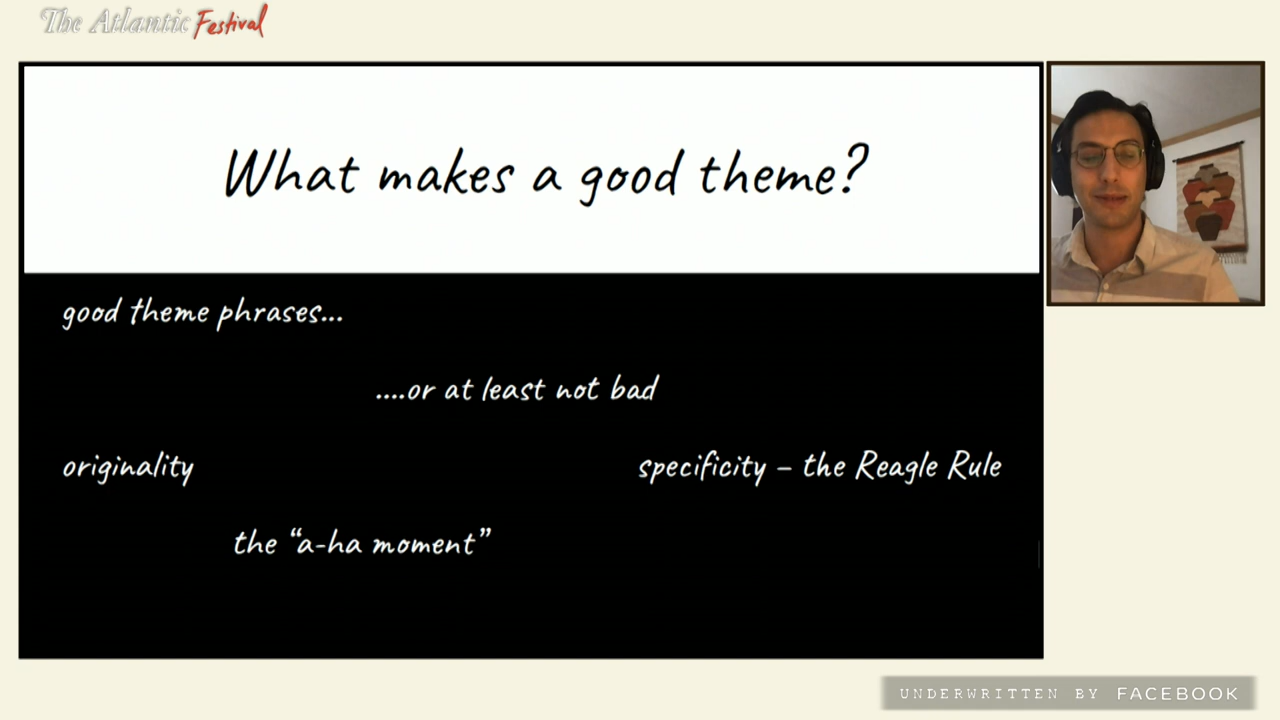 The Atlantic Festival
What makes a good theme?
good theme phrases...
....or at least not bad
originality
specificity – the Reagle Rule
the “a-ha moment”
UNDERWRITTEN BY FACEBOOK